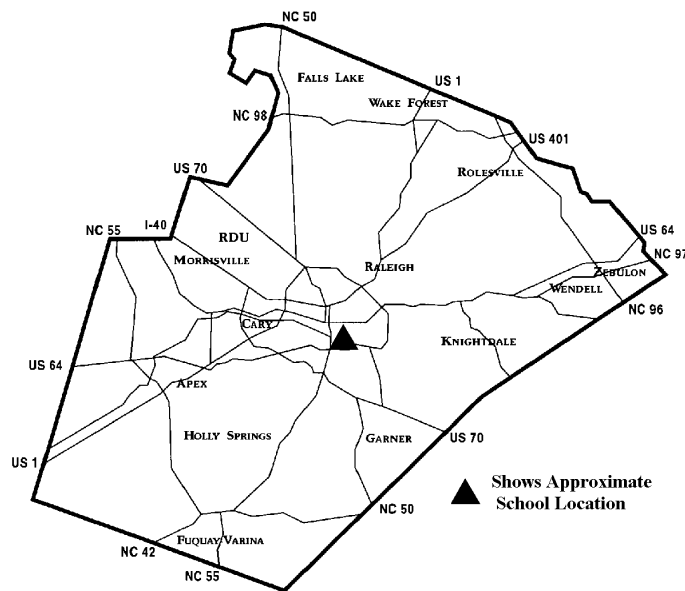 NC 50
FALLS LAKE
US 1
WAKE FOREST
NC 98
US 401
US 70
ROLESVILLE
NC 55
I-40
RDU
US 64
MORRISVILLE
RALEIGH
NC 97
ZEBULON
WENDELL
NC 96
CARY
KNIGHTDALE
US 64
APEX
HOLLY SPRINGS
GARNER
US 70
US 1
Shows Approximate
School Location
NC 50
FUQUAY-VARINA
NC 42
NC 55